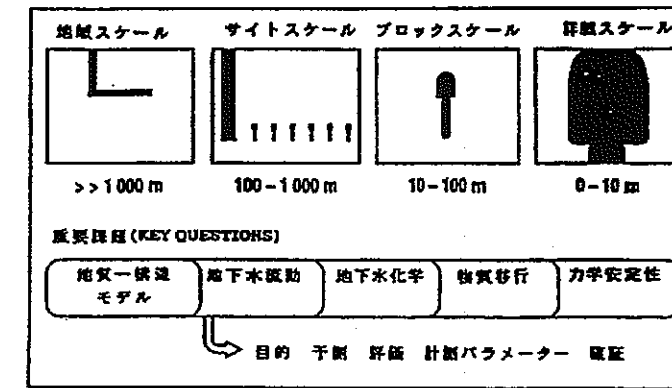 地域スケール サイトスケール ブロックスケール 詳細スケール
>>1000 m 100-1000 m 10-100 m 0-10 m
重要課題 (KEY QUESTIONS)
地質－構造 地下水流動 地下水化学 物質移行 力学安定性
モデル
目的 予測 評価 計測パラメーター 確証